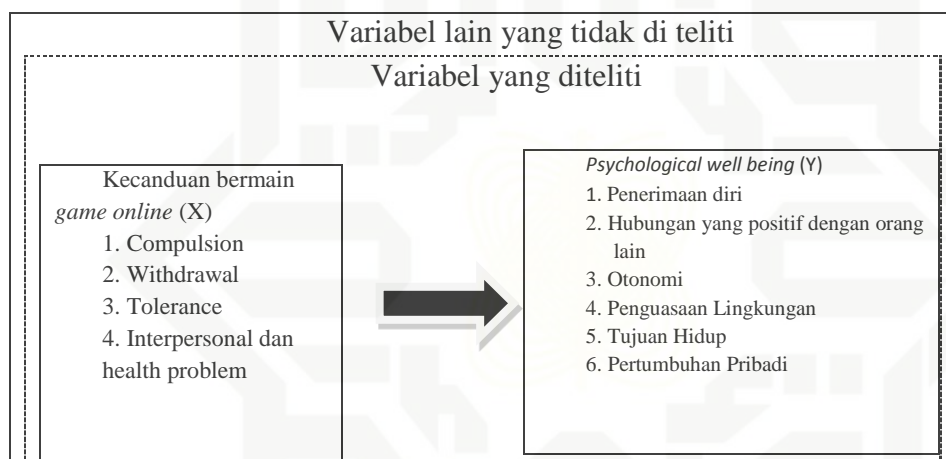 Variabel lain yang tidak di teliti
Variabel yang diteliti
Kecanduan bermain
game online (X)
1. Compulsion
2. Withdrawal
3. Tolerance
4. Interpersonal dan
health problem
Psychological well being (Y)
1. Penerimaan diri
2. Hubungan yang positif dengan orang
lain
3. Otonomi
4. Penguasaan Lingkungan
5. Tujuan Hidup
6. Pertumbuhan Pribadi